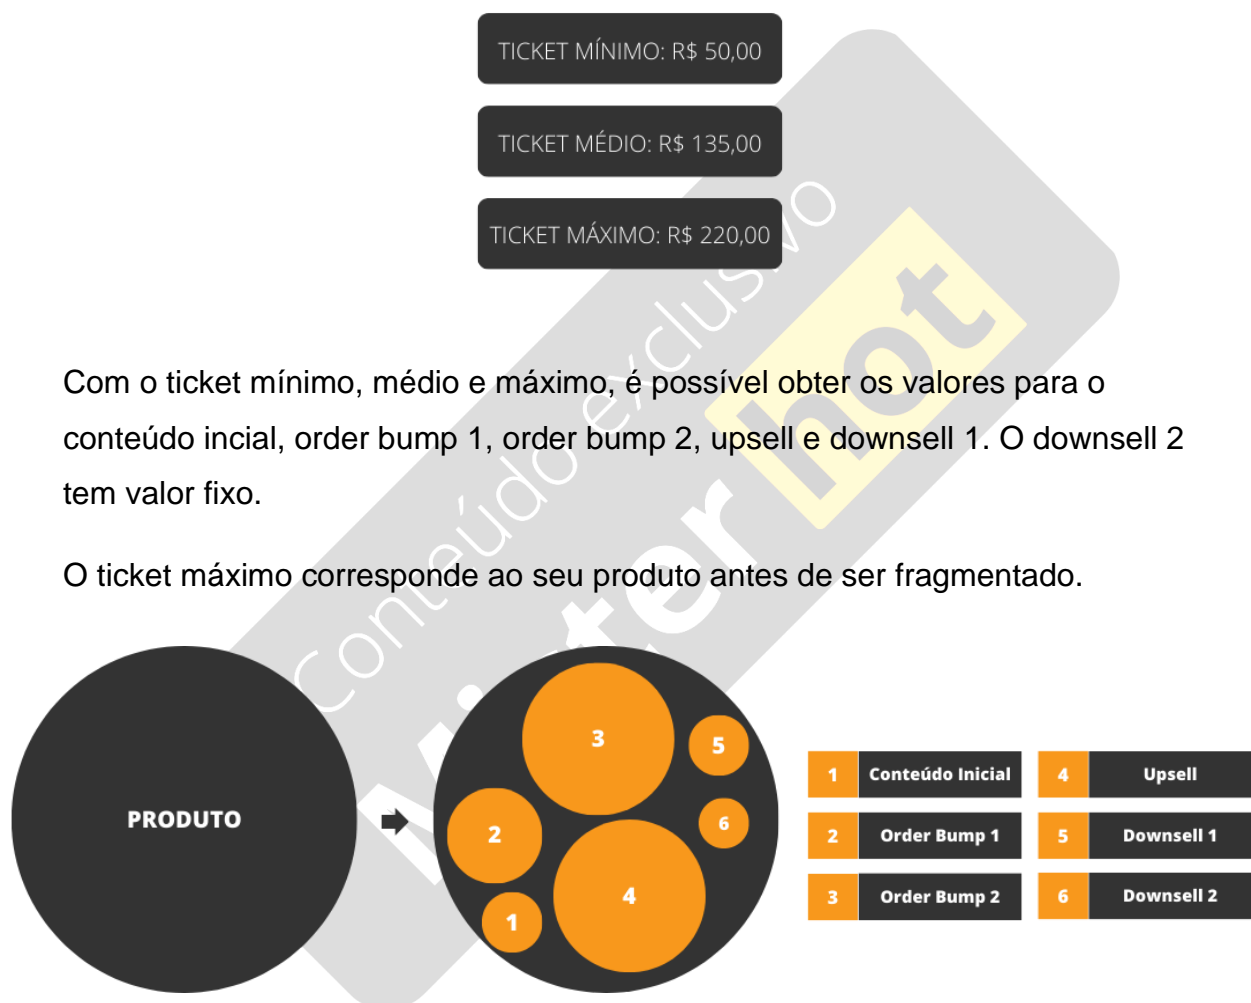 TICKET MÍNIMO: R$ 50,00
TICKET MÉDIO: R$ 135,00
TICKET MÁXIMO: R$ 220,00
Conteúdo exclusivo
Mister hot
Com o ticket mínimo, médio e máximo, é possível obter os valores para o
conteúdo incial, order bump 1, order bump 2, upsell e downsell 1. O downsell 2
tem valor fixo.
O ticket máximo corresponde ao seu produto antes de ser fragmentado.
PRODUTO
3
5
2
6
4
1
1 Conteúdo Inicial
4 Upsell
2 Order Bump 1
5 Downsell 1
3 Order Bump 2
6 Downsell 2